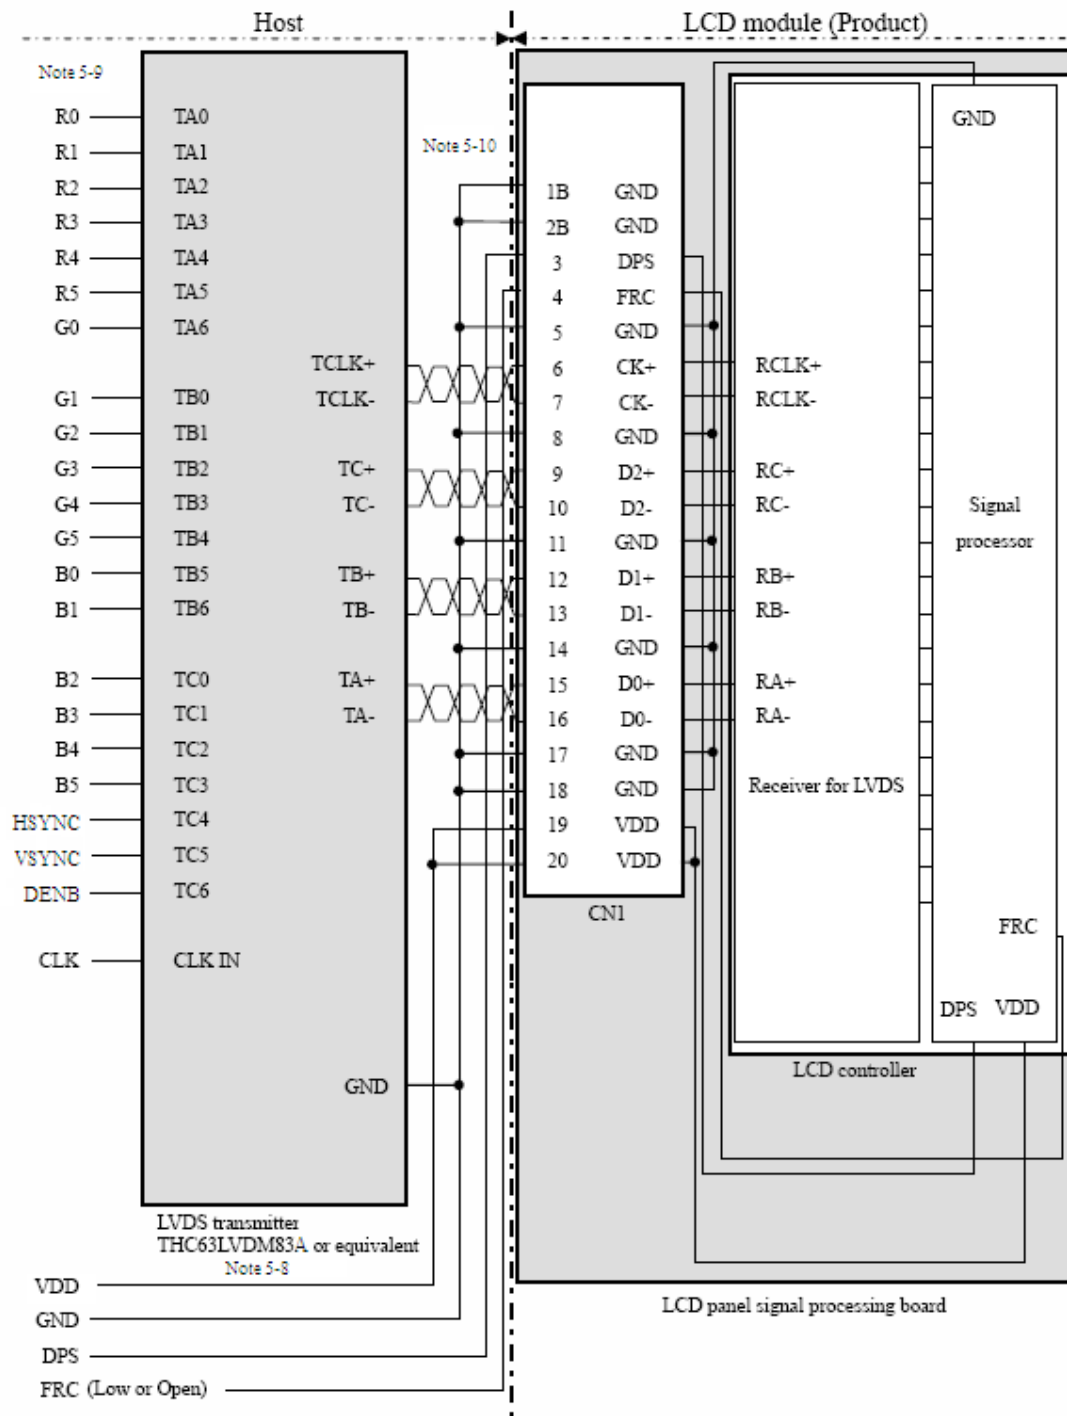 Host
LCD module (Product)
Note 5-9
Note 5-10
R0 TA0
R1 TA1
R2 TA2
R3 TA3
R4 TA4
R5 TA5
G0 TA6
TCLK+
G1 TB0 TCLK-
G2 TB1
G3 TB2 TC+
G4 TB3 TC-
G5 TB4
B0 TB5 TB+
B1 TB6 TB-
B2 TC0 TA+
B3 TC1 TA-
B4 TC2
B5 TC3
HSYNC TC4
VSYNC TC5
DENB TC6
CLK CLK IN
GND
LVDS transmitter
THC63LVDM83A or equivalent
Note 5-8
VDD
GND
DPS
FRC (Low or Open)
1B GND
2B GND
3 DPS
4 FRC
5 GND
6 CK+
7 CK-
8 GND
9 D2+
10 D2-
11 GND
12 D1+
13 D1-
14 GND
15 D0+
16 D0-
17 GND
18 GND
19 VDD
20 VDD
CN1
RCLK+
RCLK-
RC+
RC-
RB+
RB-
RA+
RA-
Receiver for LVDS
GND
Signal
processor
FRC
DPS VDD
LCD controller
LCD panel signal processing board